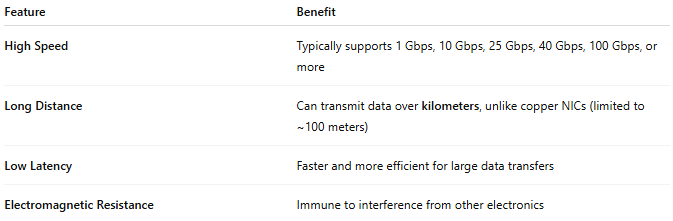 Feature Benefit
High Speed Typically supports 1 Gbps, 10 Gbps, 25 Gbps, 40 Gbps, 100 Gbps, or
more
Long Distance Can transmit data over kilometers, unlike copper NICs (limited to
~100 meters)
Low Latency Faster and more efficient for large data transfers
Electromagnetic Resistance Immune to interference from other electronics